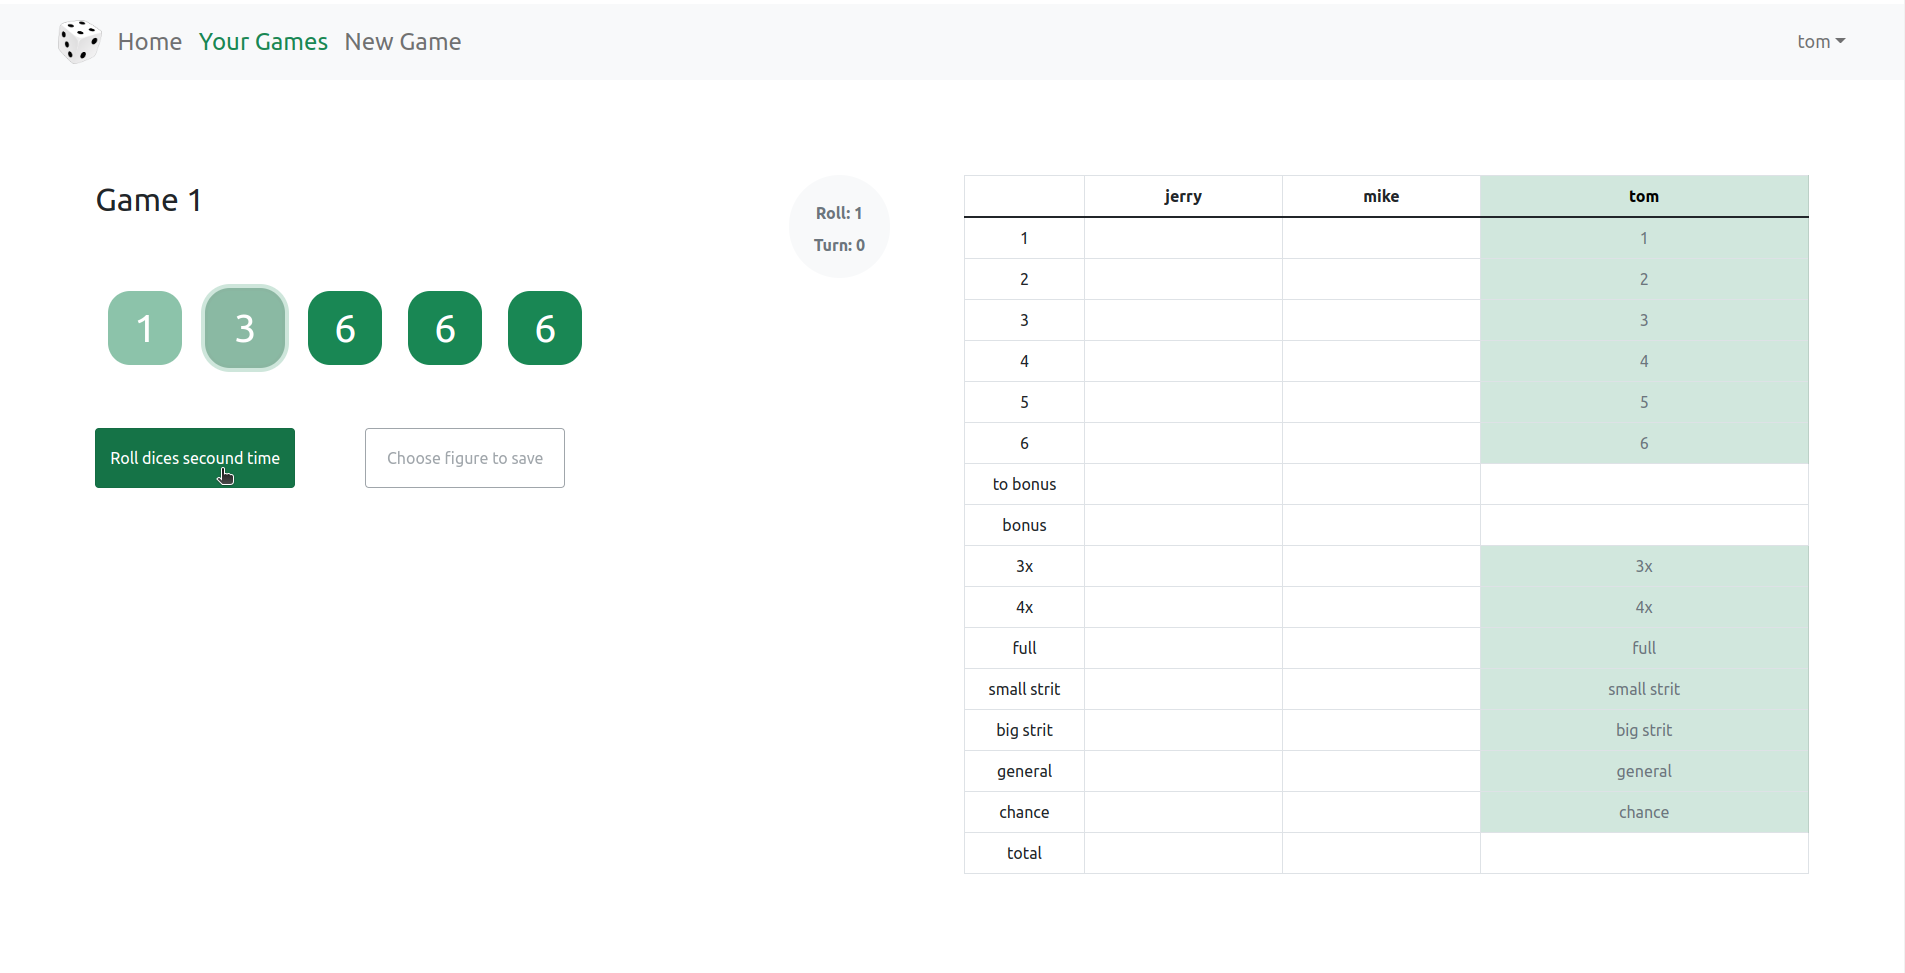 Home Your Games New Game tom
Game 1
Roll: 1
Turn: 0
1 3 6 6 6
Roll dices secound time Choose figure to save
jerry mike tom
1 1
2 2
3 3
4 4
5 5
6 6
to bonus
bonus
3x 3x
4x 4x
full full
small strit small strit
big strit big strit
general general
chance chance
total